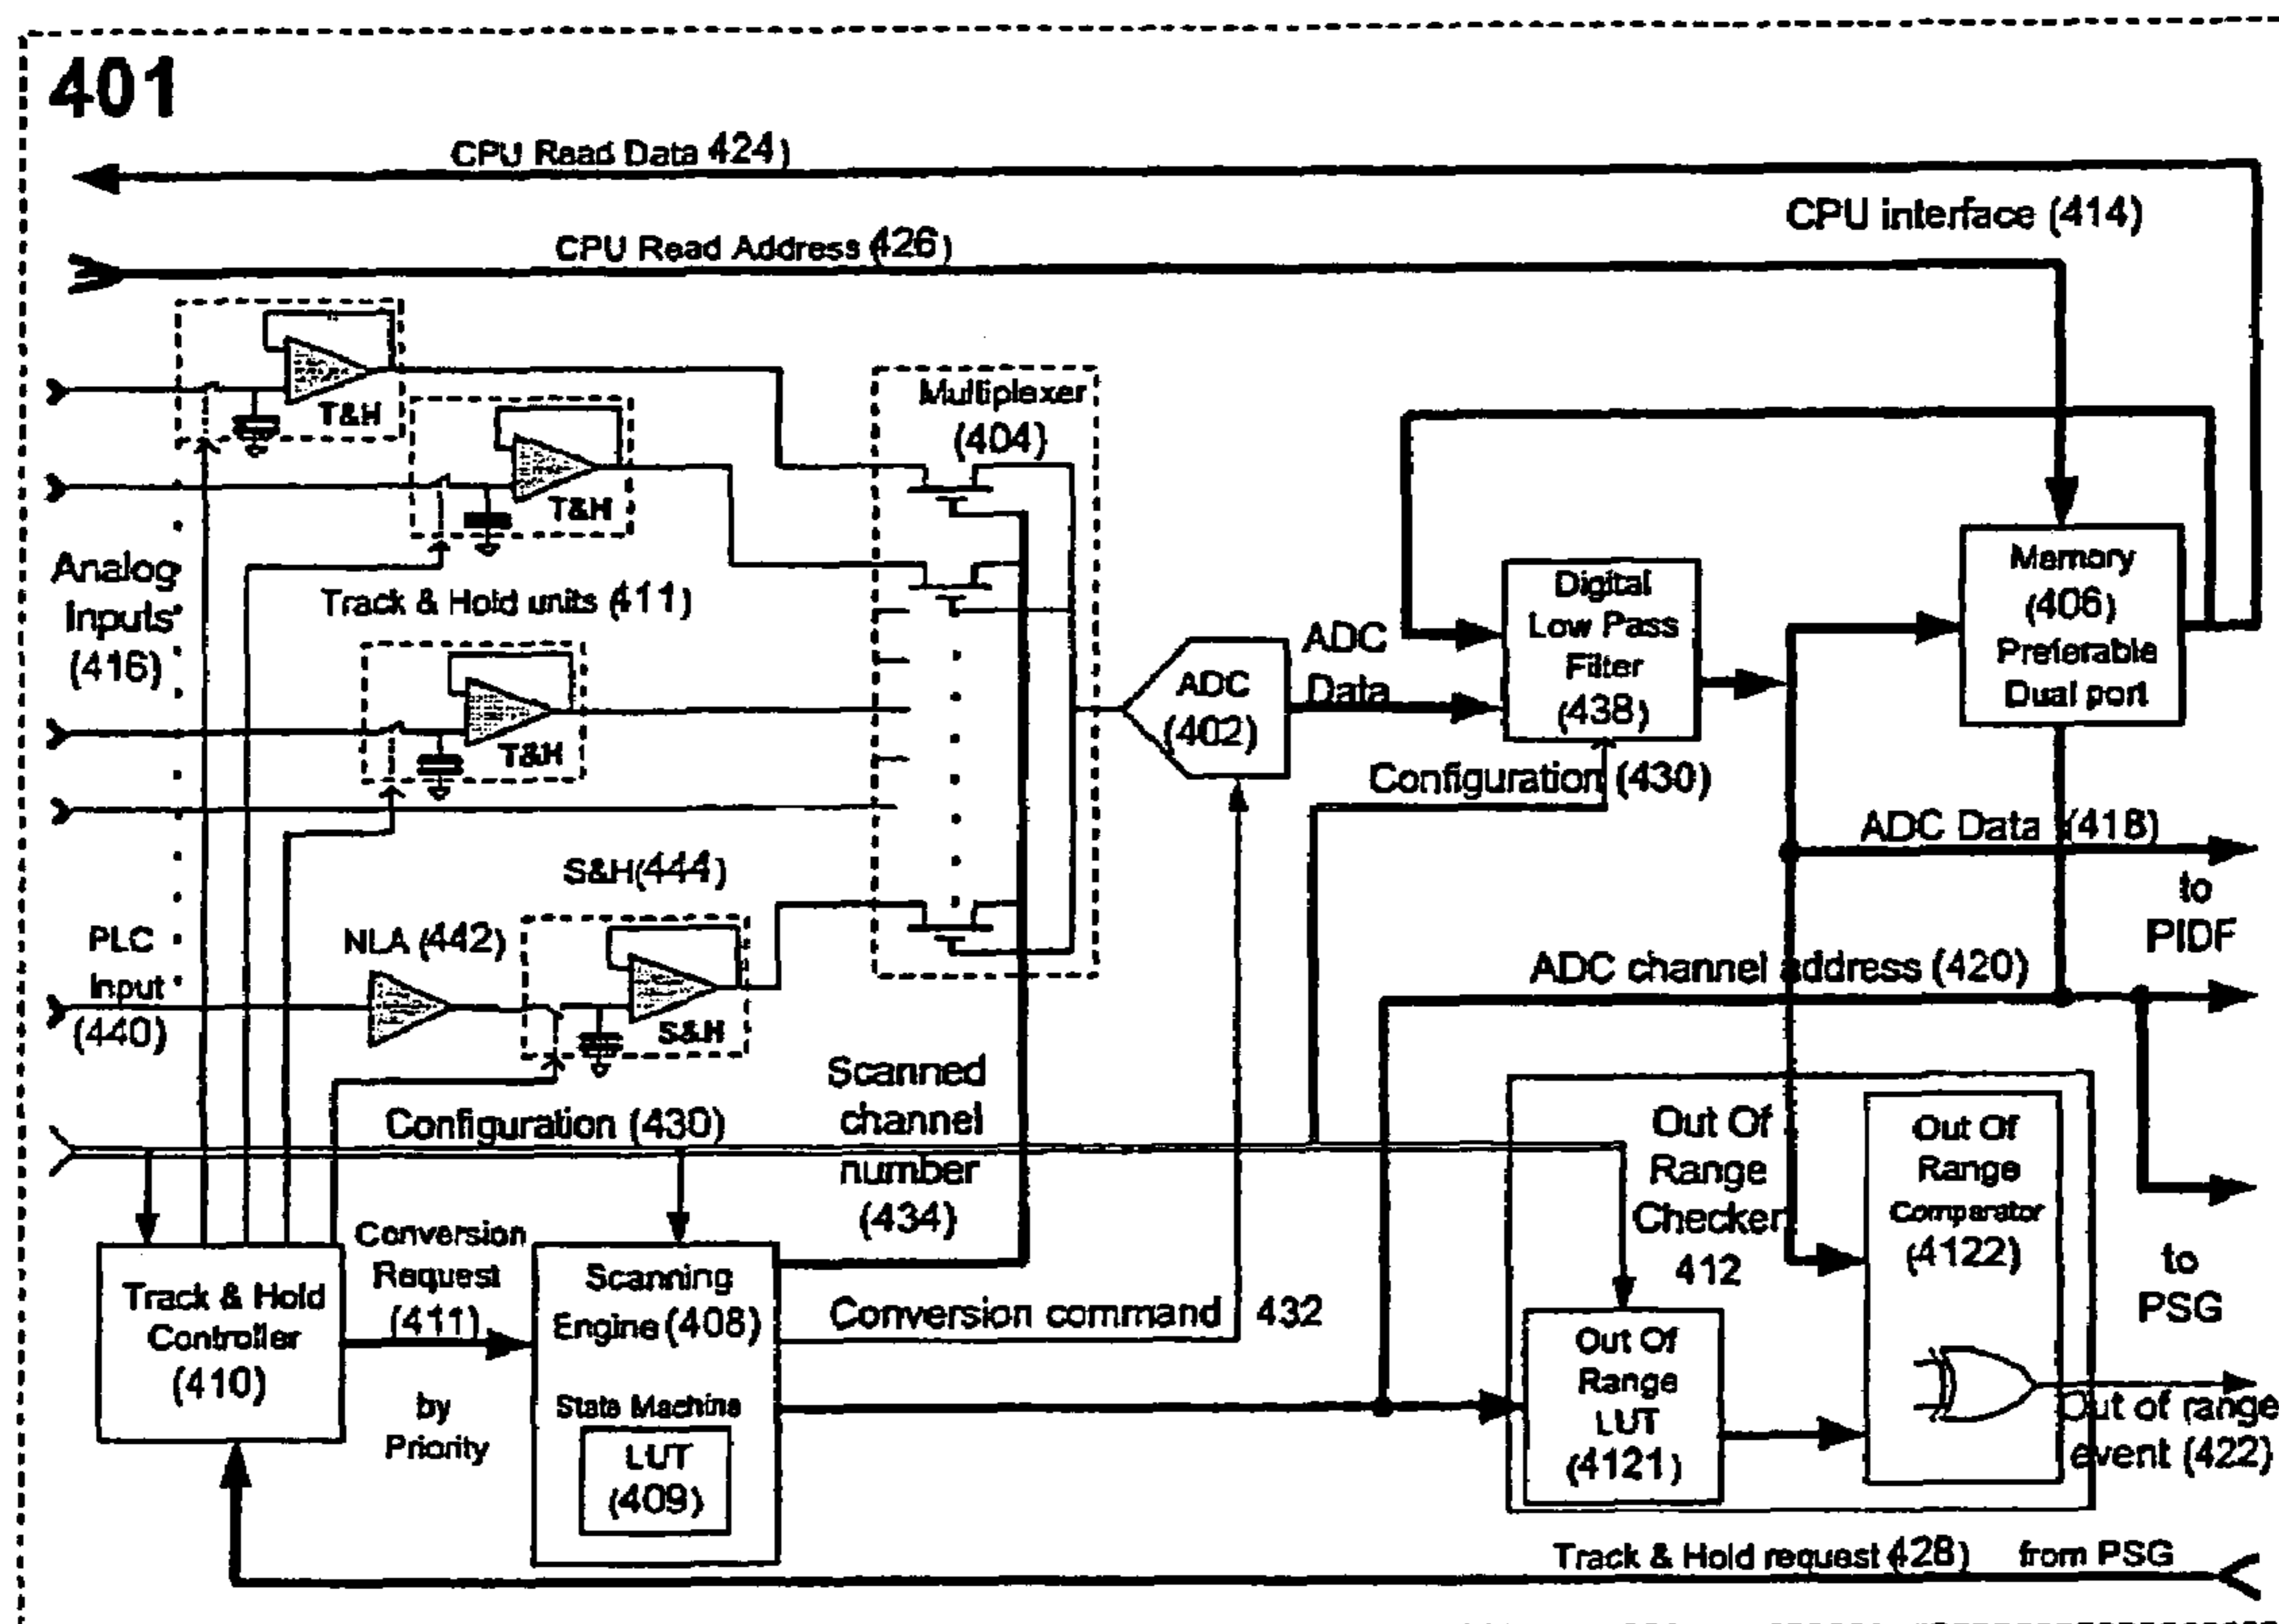 401
CPU Read Data 424)
CPU interface (414)
CPU Read Address (426)
T&H
Multiplexer
(404)
T&H
Analog
Inputs
(416)
Track & Hold units (411)
T&H
ADC
(402)
ADC
Data
Digital
Low Pass
Filter
(438)
Memory
(406)
Preferable
Dual port
Configuration (430)
ADC Data (418)
to
PIDF
S&H(444)
PLC
Input
(440)
NLA (442)
S&H
ADC channel address (420)
Scanned
channel
number
(434)
Configuration (430)
Out Of
Range
Checker
412
Out Of
Range
Comparator
(4122)
to
PSG
Track & Hold
Controller
(410)
Conversion
Request
(411)
by
Priority
Scanning
Engine (408)
State Machine
LUT
(409)
Conversion command 432
Out Of
Range
LUT
(4121)
Out of range
event (422)
Track & Hold request 428) from PSG